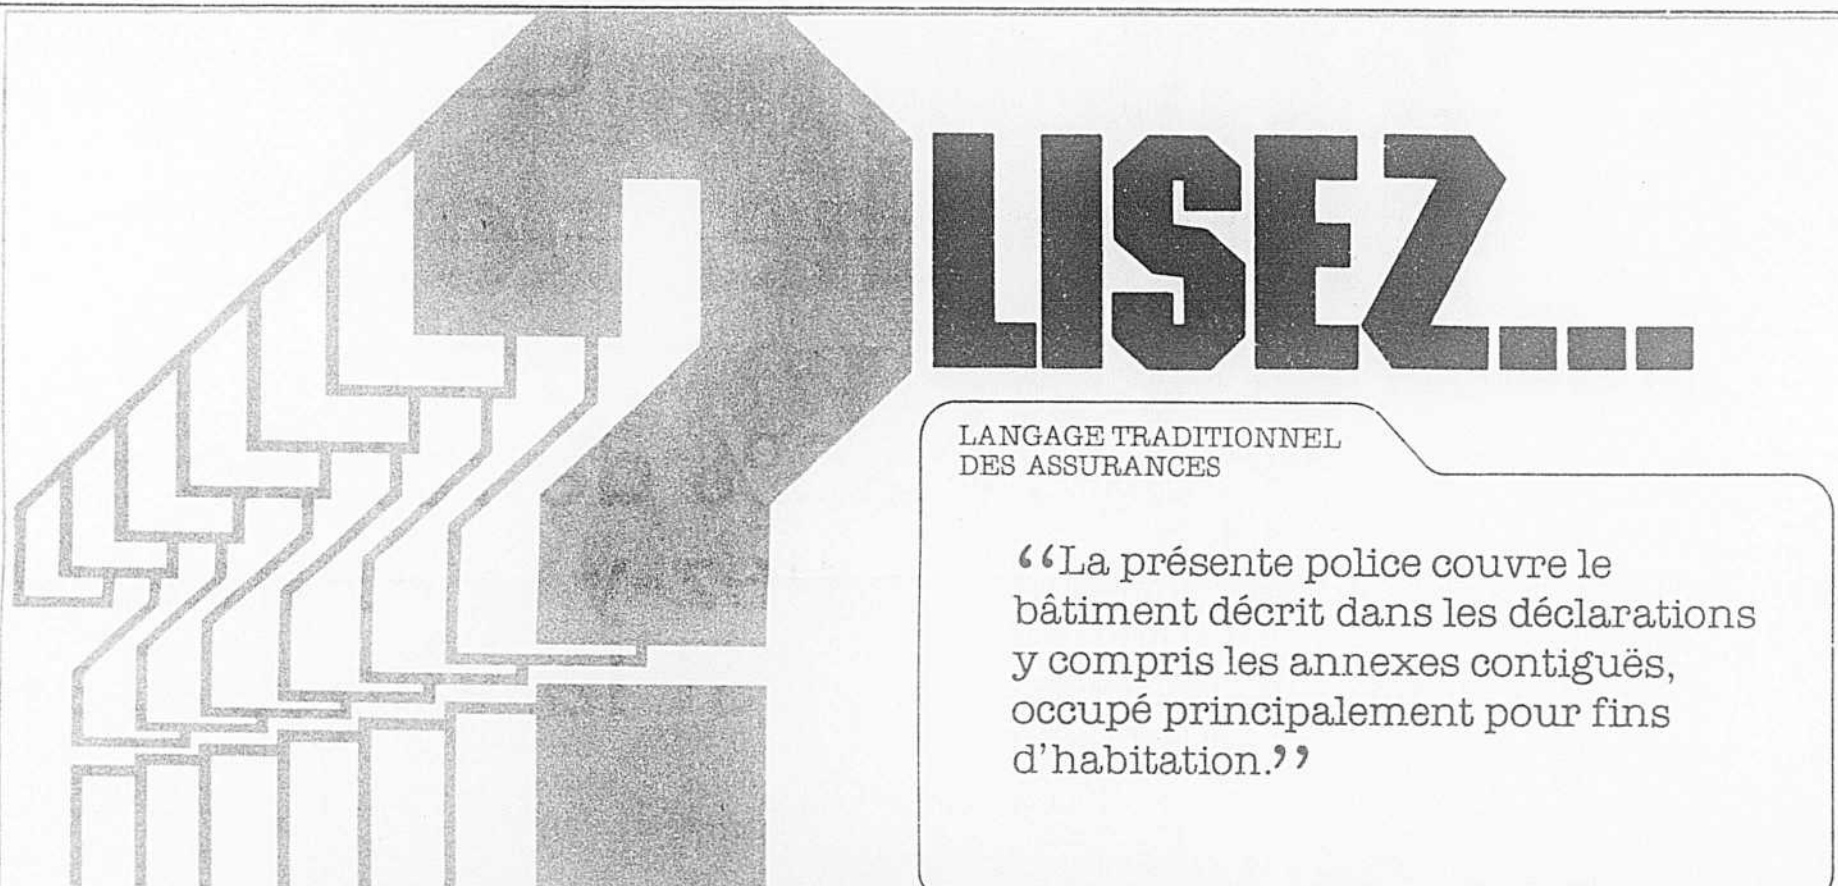 LISEZ...
LANGAGE TRADITIONNEL
DES ASSURANCES
“La présente police couvre le
bâtiment décrit dans les déclarations
y compris les annexes contiguës,
occupé principalement pour fins
d’habitation.”